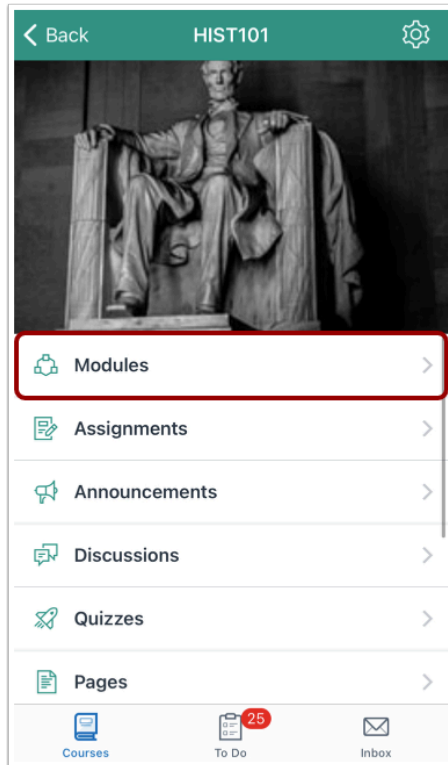 Back HIST101
Modules
Assignments
Announcements
Discussions
Quizzes
Pages
25
Courses To Do Inbox